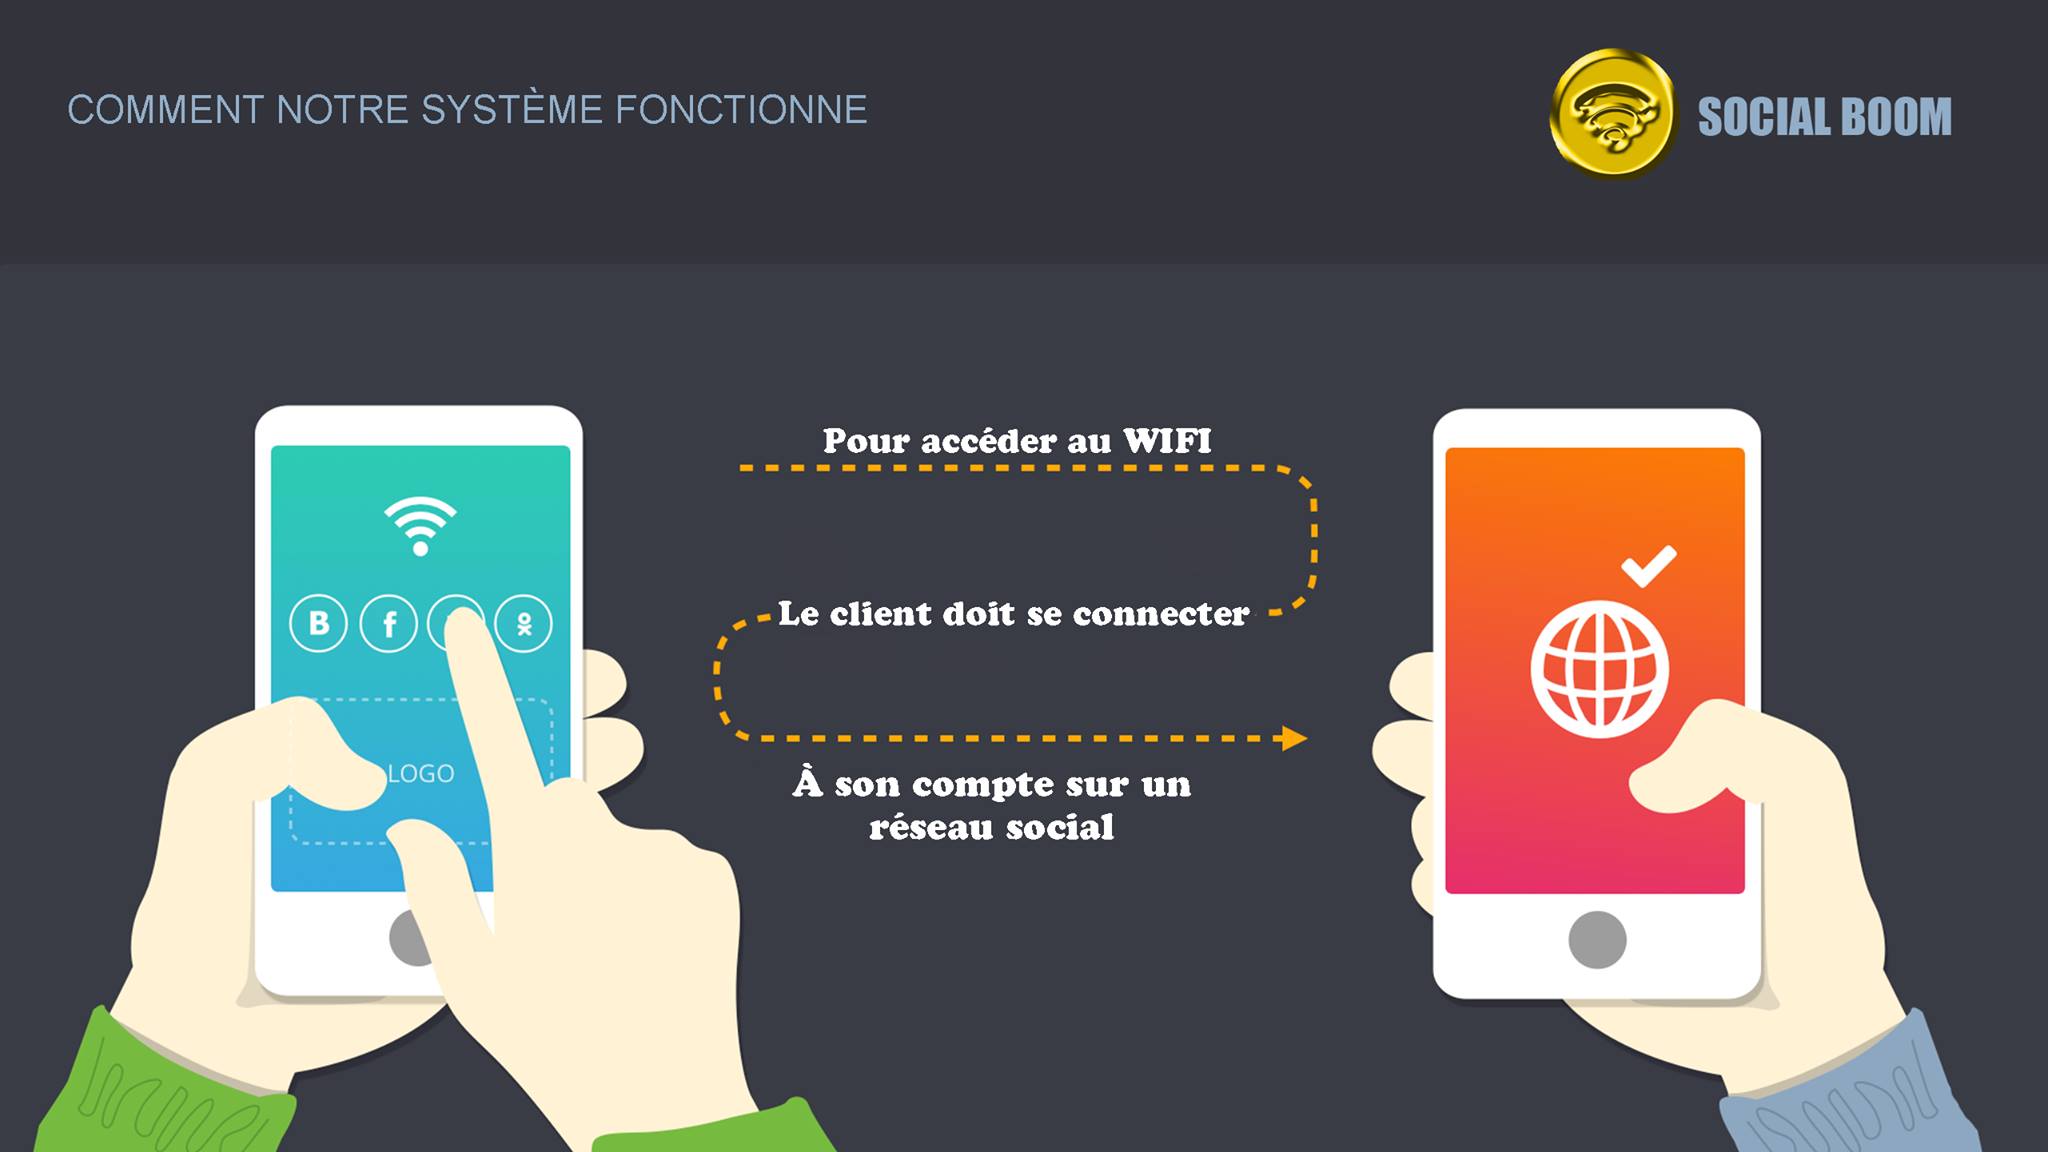 COMMENT NOTRE SYSTÈME FONCTIONNE
SOCIAL BOOM
Pour accéder au WIFI
Le client doit se connecter
À son compte sur un
réseau social
B f
LOGO